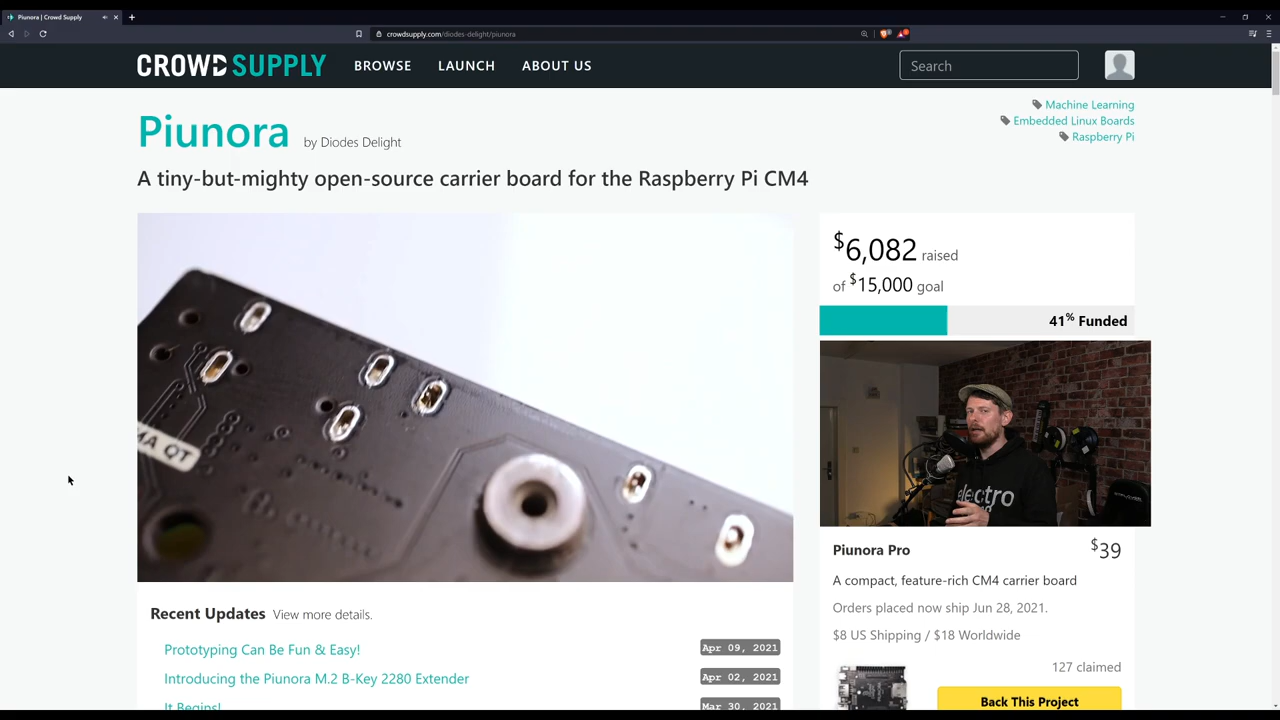 Piunora | Crowd Supply
crowdsupply.com/diodes-delight/piunora
CROWD SUPPLY BROWSE LAUNCH ABOUT US Search
Machine Learning
Embedded Linux Boards
Raspberry Pi
Piunora by Diodes Delight
A tiny-but-mighty open-source carrier board for the Raspberry Pi CM4
MA QT
$6,082 raised
of $15,000 goal
41% Funded
electro
Piunora Pro $39
A compact, feature-rich CM4 carrier board
Orders placed now ship Jun 28, 2021.
$8 US Shipping / $18 Worldwide
127 claimed
Back This Project
Recent Updates View more details.
Prototyping Can Be Fun & Easy! Apr 09, 2021
Introducing the Piunora M.2 B-Key 2280 Extender Apr 02, 2021
It Begins! Mar 30, 2021